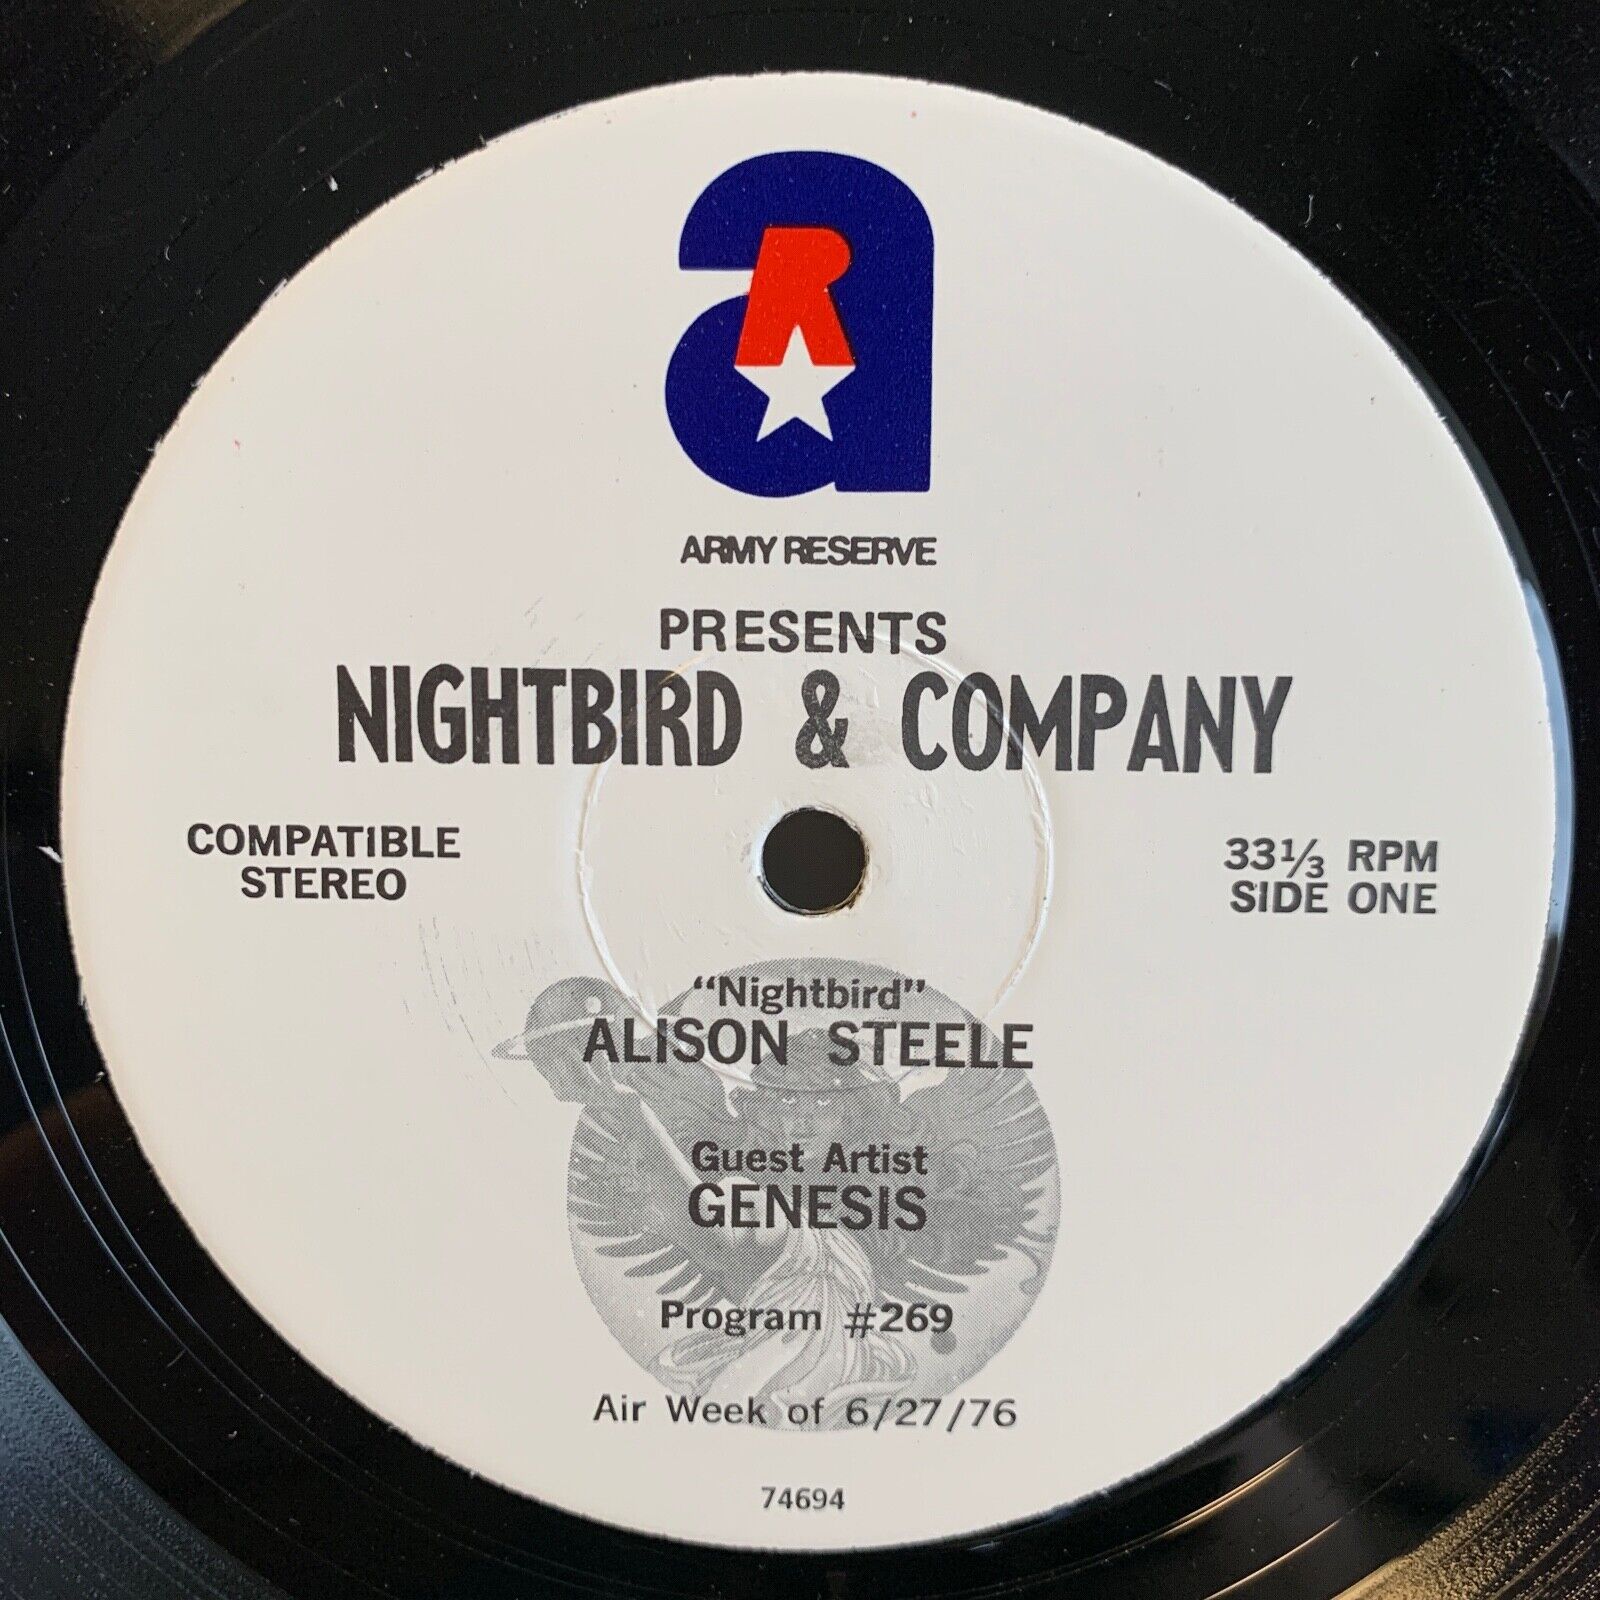 aR
ARMY RESERVE
PRESENTS
NIGHTBIRD & COMPANY
COMPATIBLE
STEREO
33⅓ RPM
SIDE ONE
"Nightbird"
ALISON STEELE
Guest Artist
GENESIS
Program #269
Air Week of 6/27/76
74694